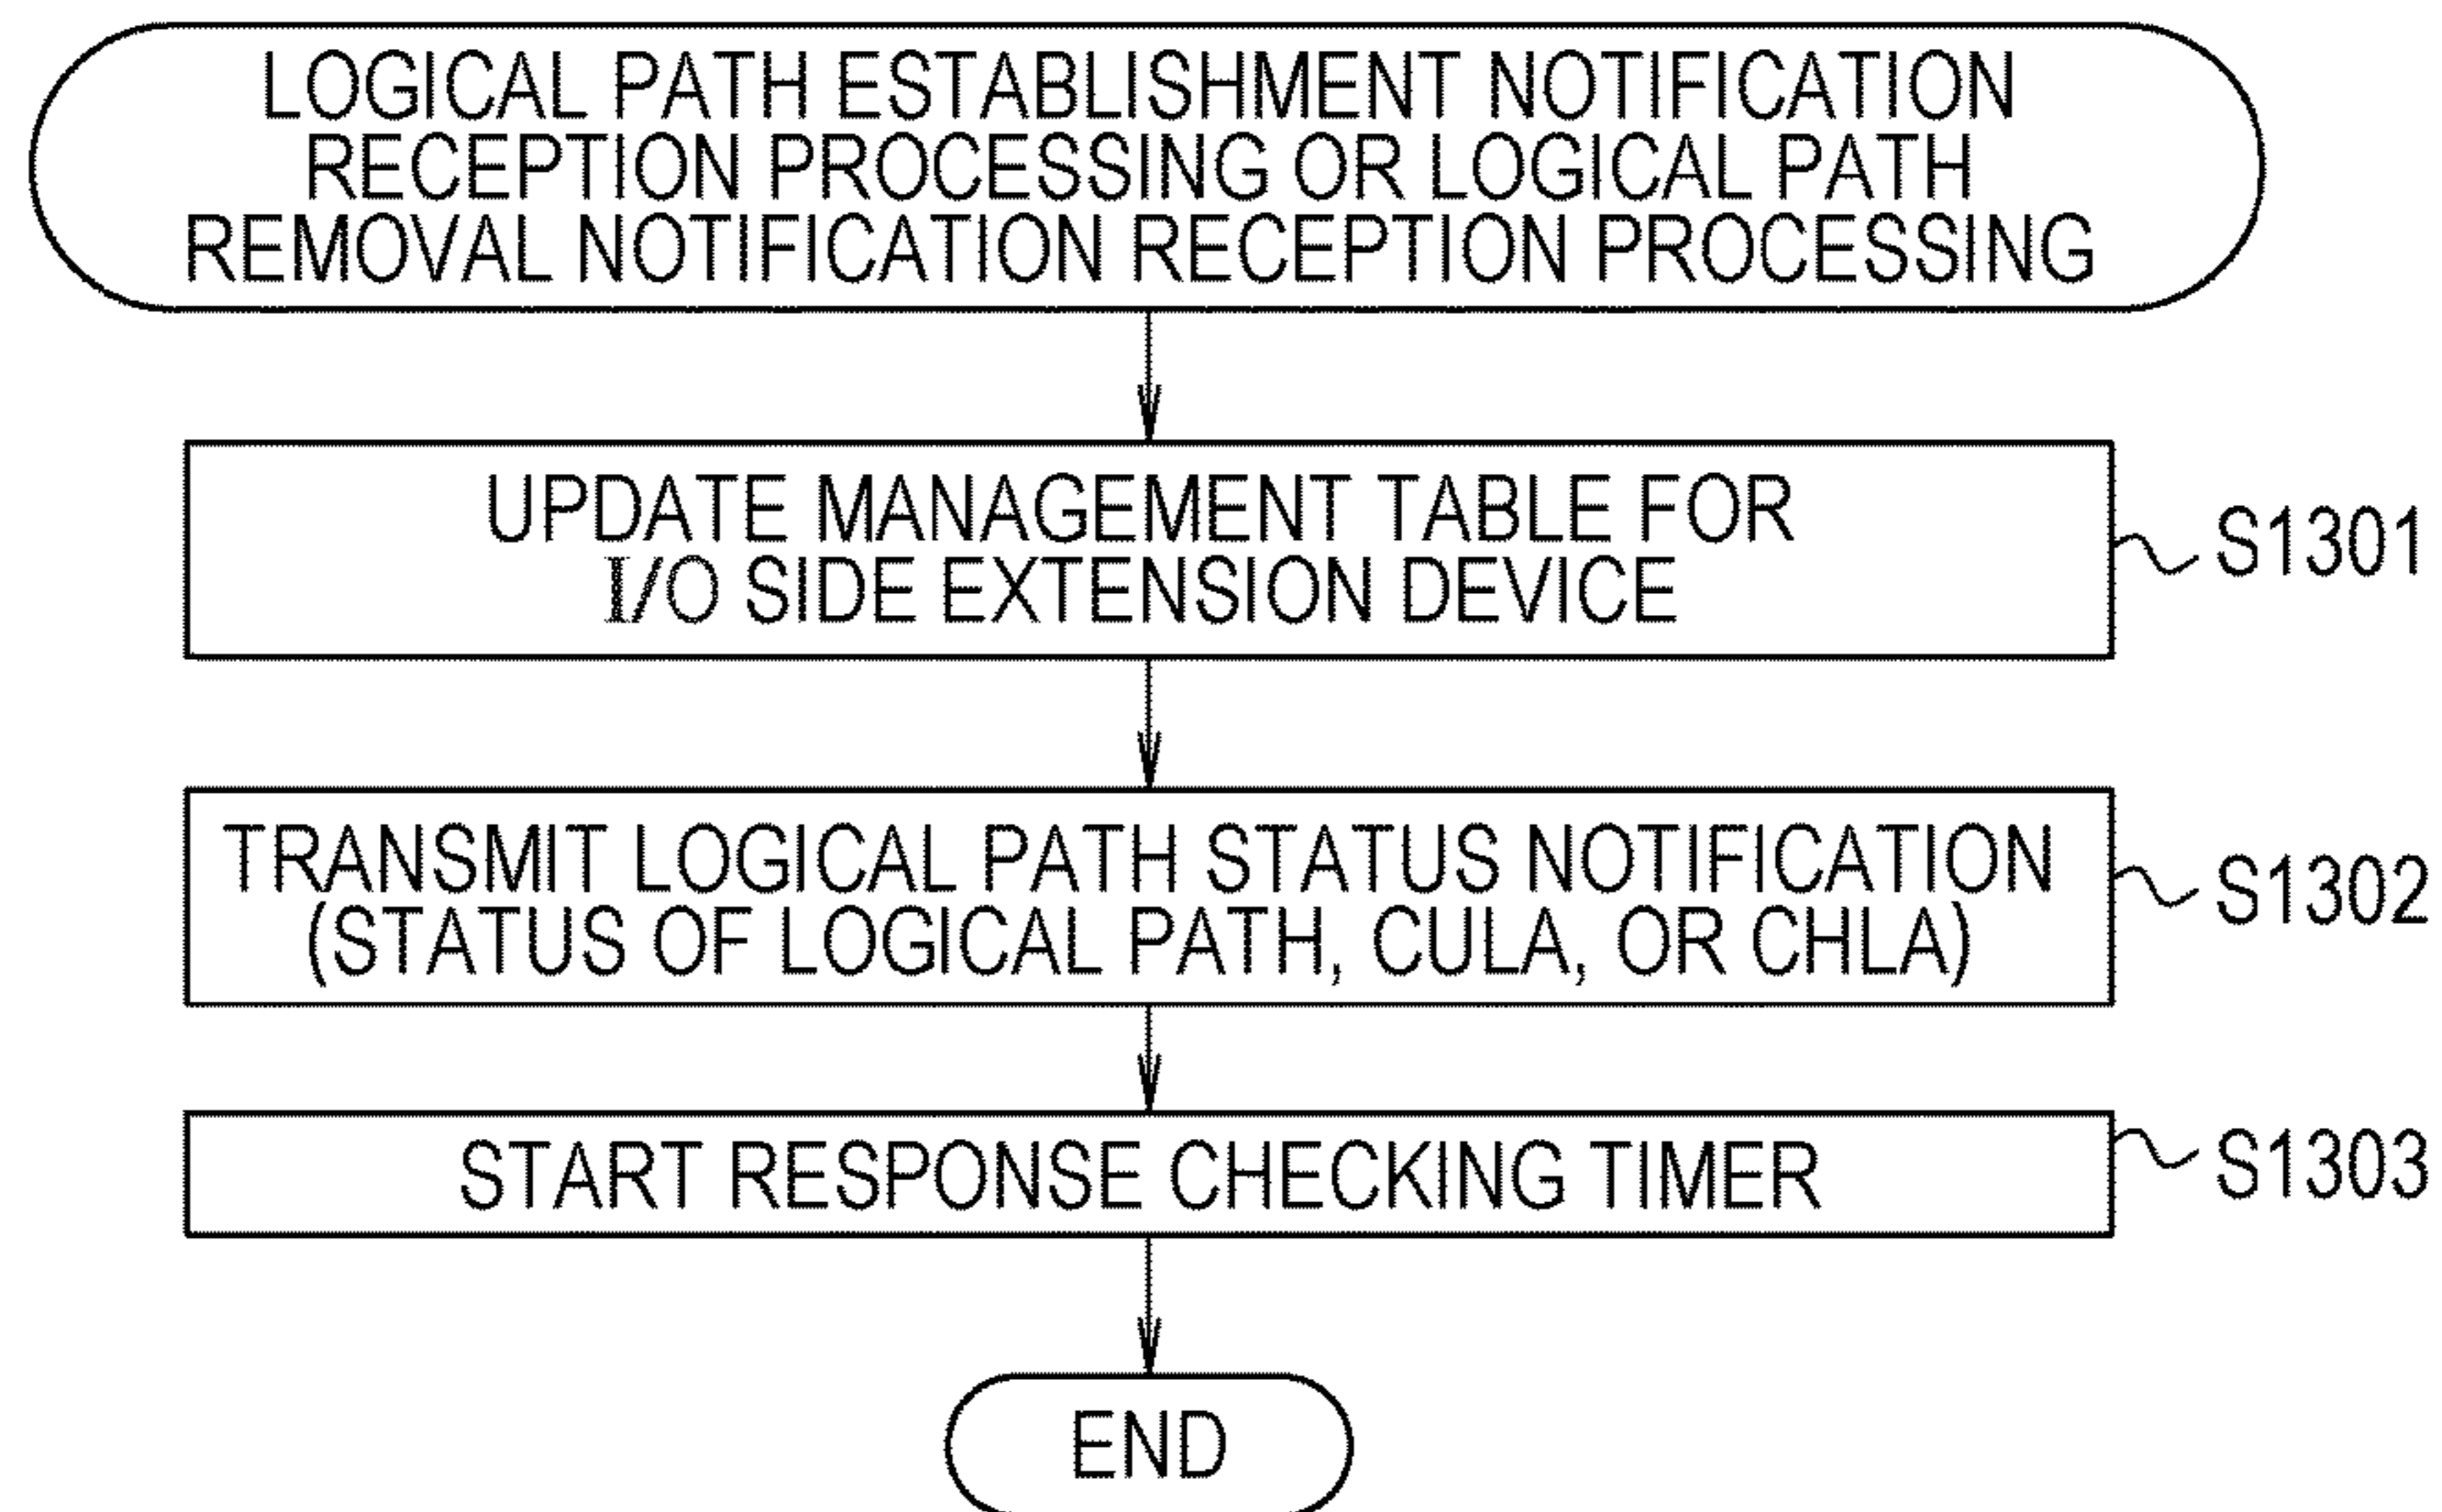 LOGICAL PATH ESTABLISHMENT NOTIFICATION
RECEPTION PROCESSING OR LOGICAL PATH
REMOVAL NOTIFICATION RECEPTION PROCESSING
UPDATE MANAGEMENT TABLE FOR
I/O SIDE EXTENSION DEVICE
S1301
TRANSMIT LOGICAL PATH STATUS NOTIFICATION
(STATUS OF LOGICAL PATH, CULA, OR CHLA)
S1302
START RESPONSE CHECKING TIMER
S1303
END